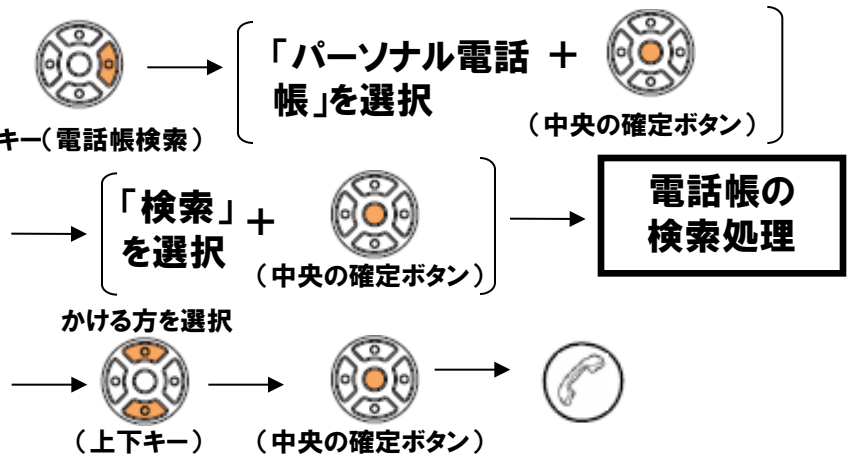 「パーソナル電話
帳」を選択
+
(中央の確定ボタン)
キー(電話帳検索)
「検索」
を選択
+
(中央の確定ボタン)
電話帳の
検索処理
かける方を選択
(上下キー)
(中央の確定ボタン)